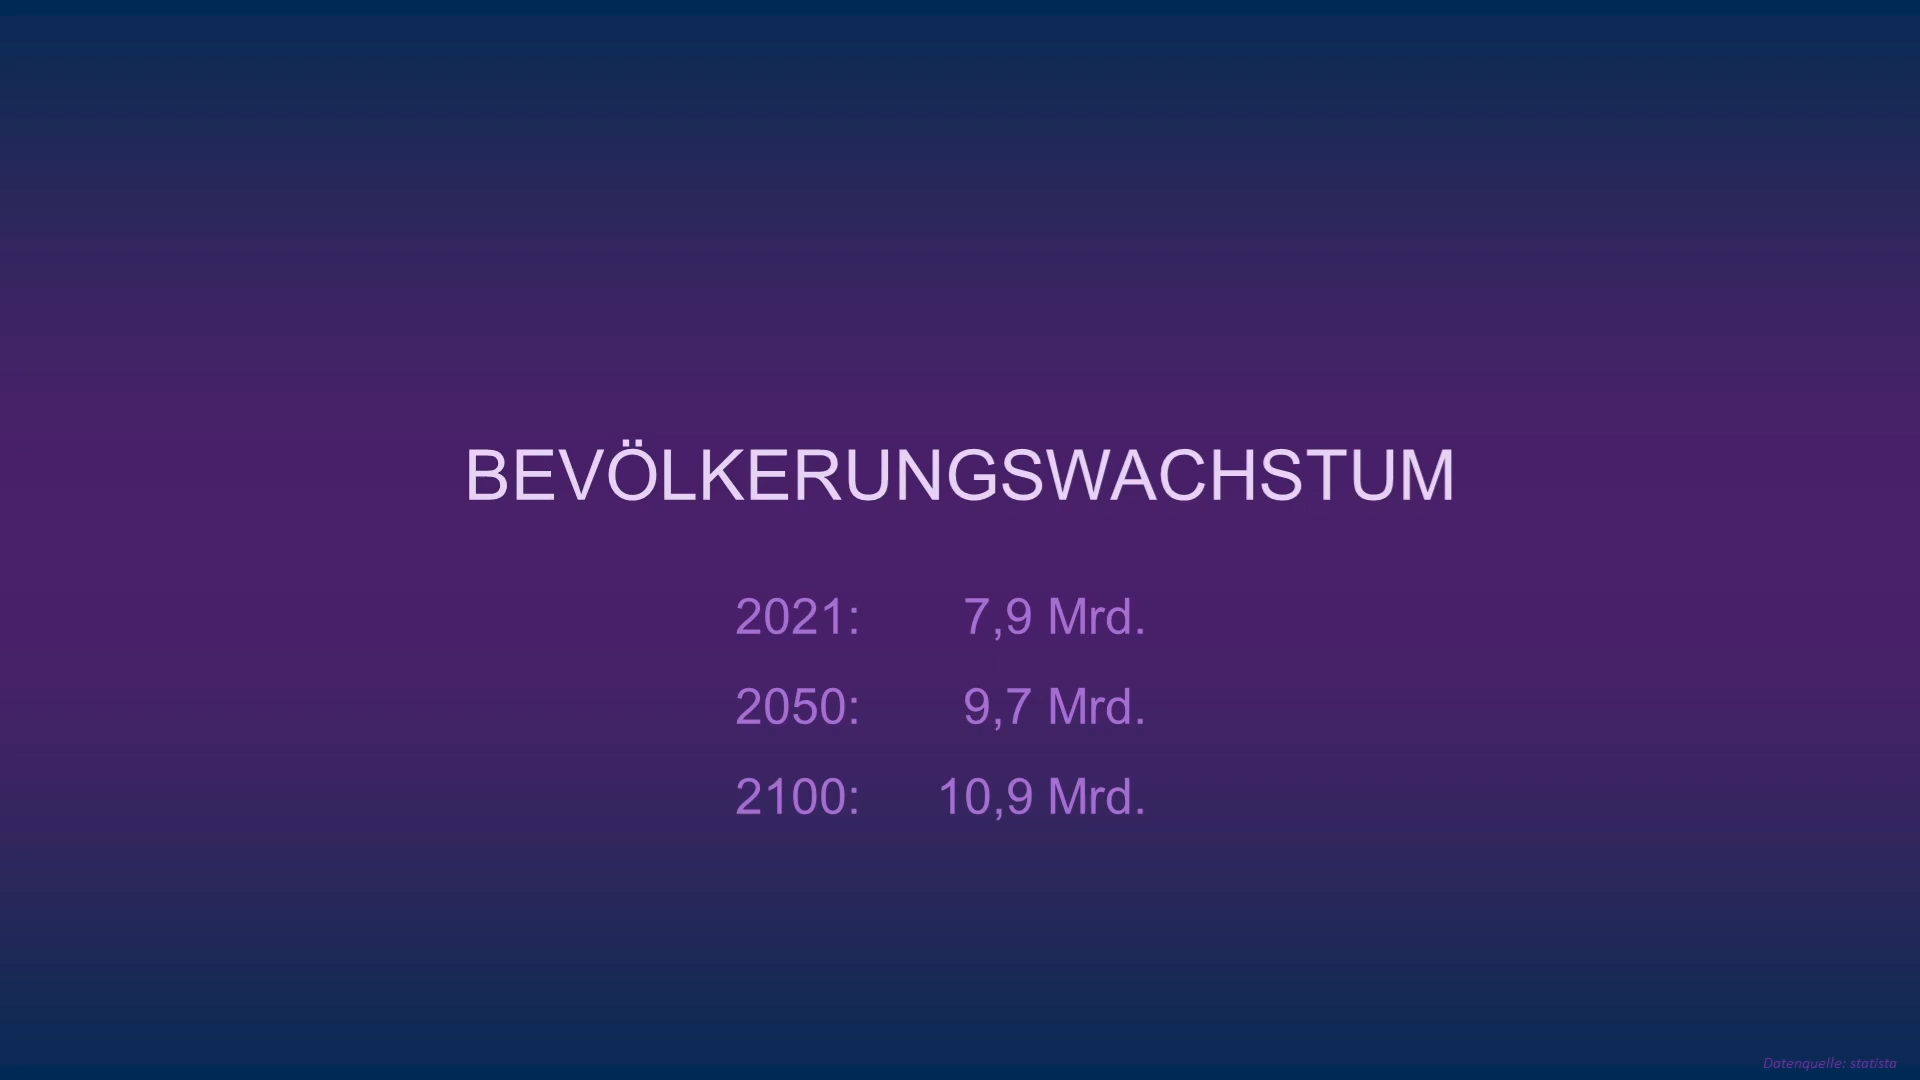 BEVÖLKERUNGSWACHSTUM
2021: 7,9 Mrd.
2050: 9,7 Mrd.
2100: 10,9 Mrd.
Datenquelle: statista